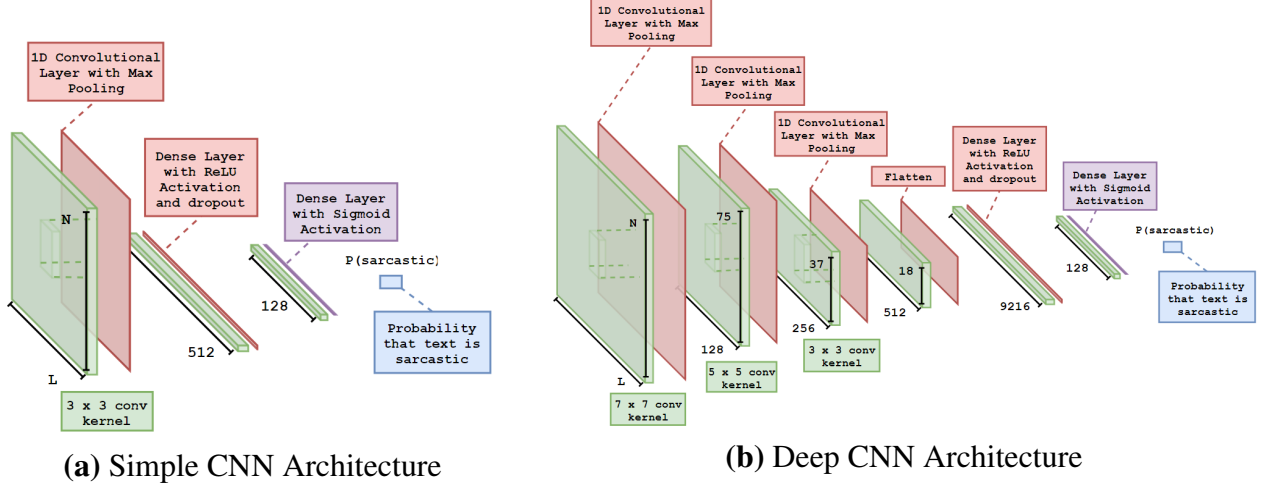 1D Convolutional
Layer with Max
Pooling
Dense Layer
with ReLU
Activation
and dropout
Dense Layer
with Sigmoid
Activation
P(sarcastic)
Probability
that text is
sarcastic
N
L
512
128
3 x 3 conv
kernel
(a) Simple CNN Architecture
1D Convolutional
Layer with Max
Pooling
1D Convolutional
Layer with Max
Pooling
1D Convolutional
Layer with Max
Pooling
Flatten
Dense Layer
with ReLU
Activation
and dropout
Dense Layer
with Sigmoid
Activation
P(sarcastic)
Probability
that text is
sarcastic
N
L
75
128
37
256
18
512
9216
128
7 x 7 conv
kernel
5 x 5 conv
kernel
3 x 3 conv
kernel
(b) Deep CNN Architecture